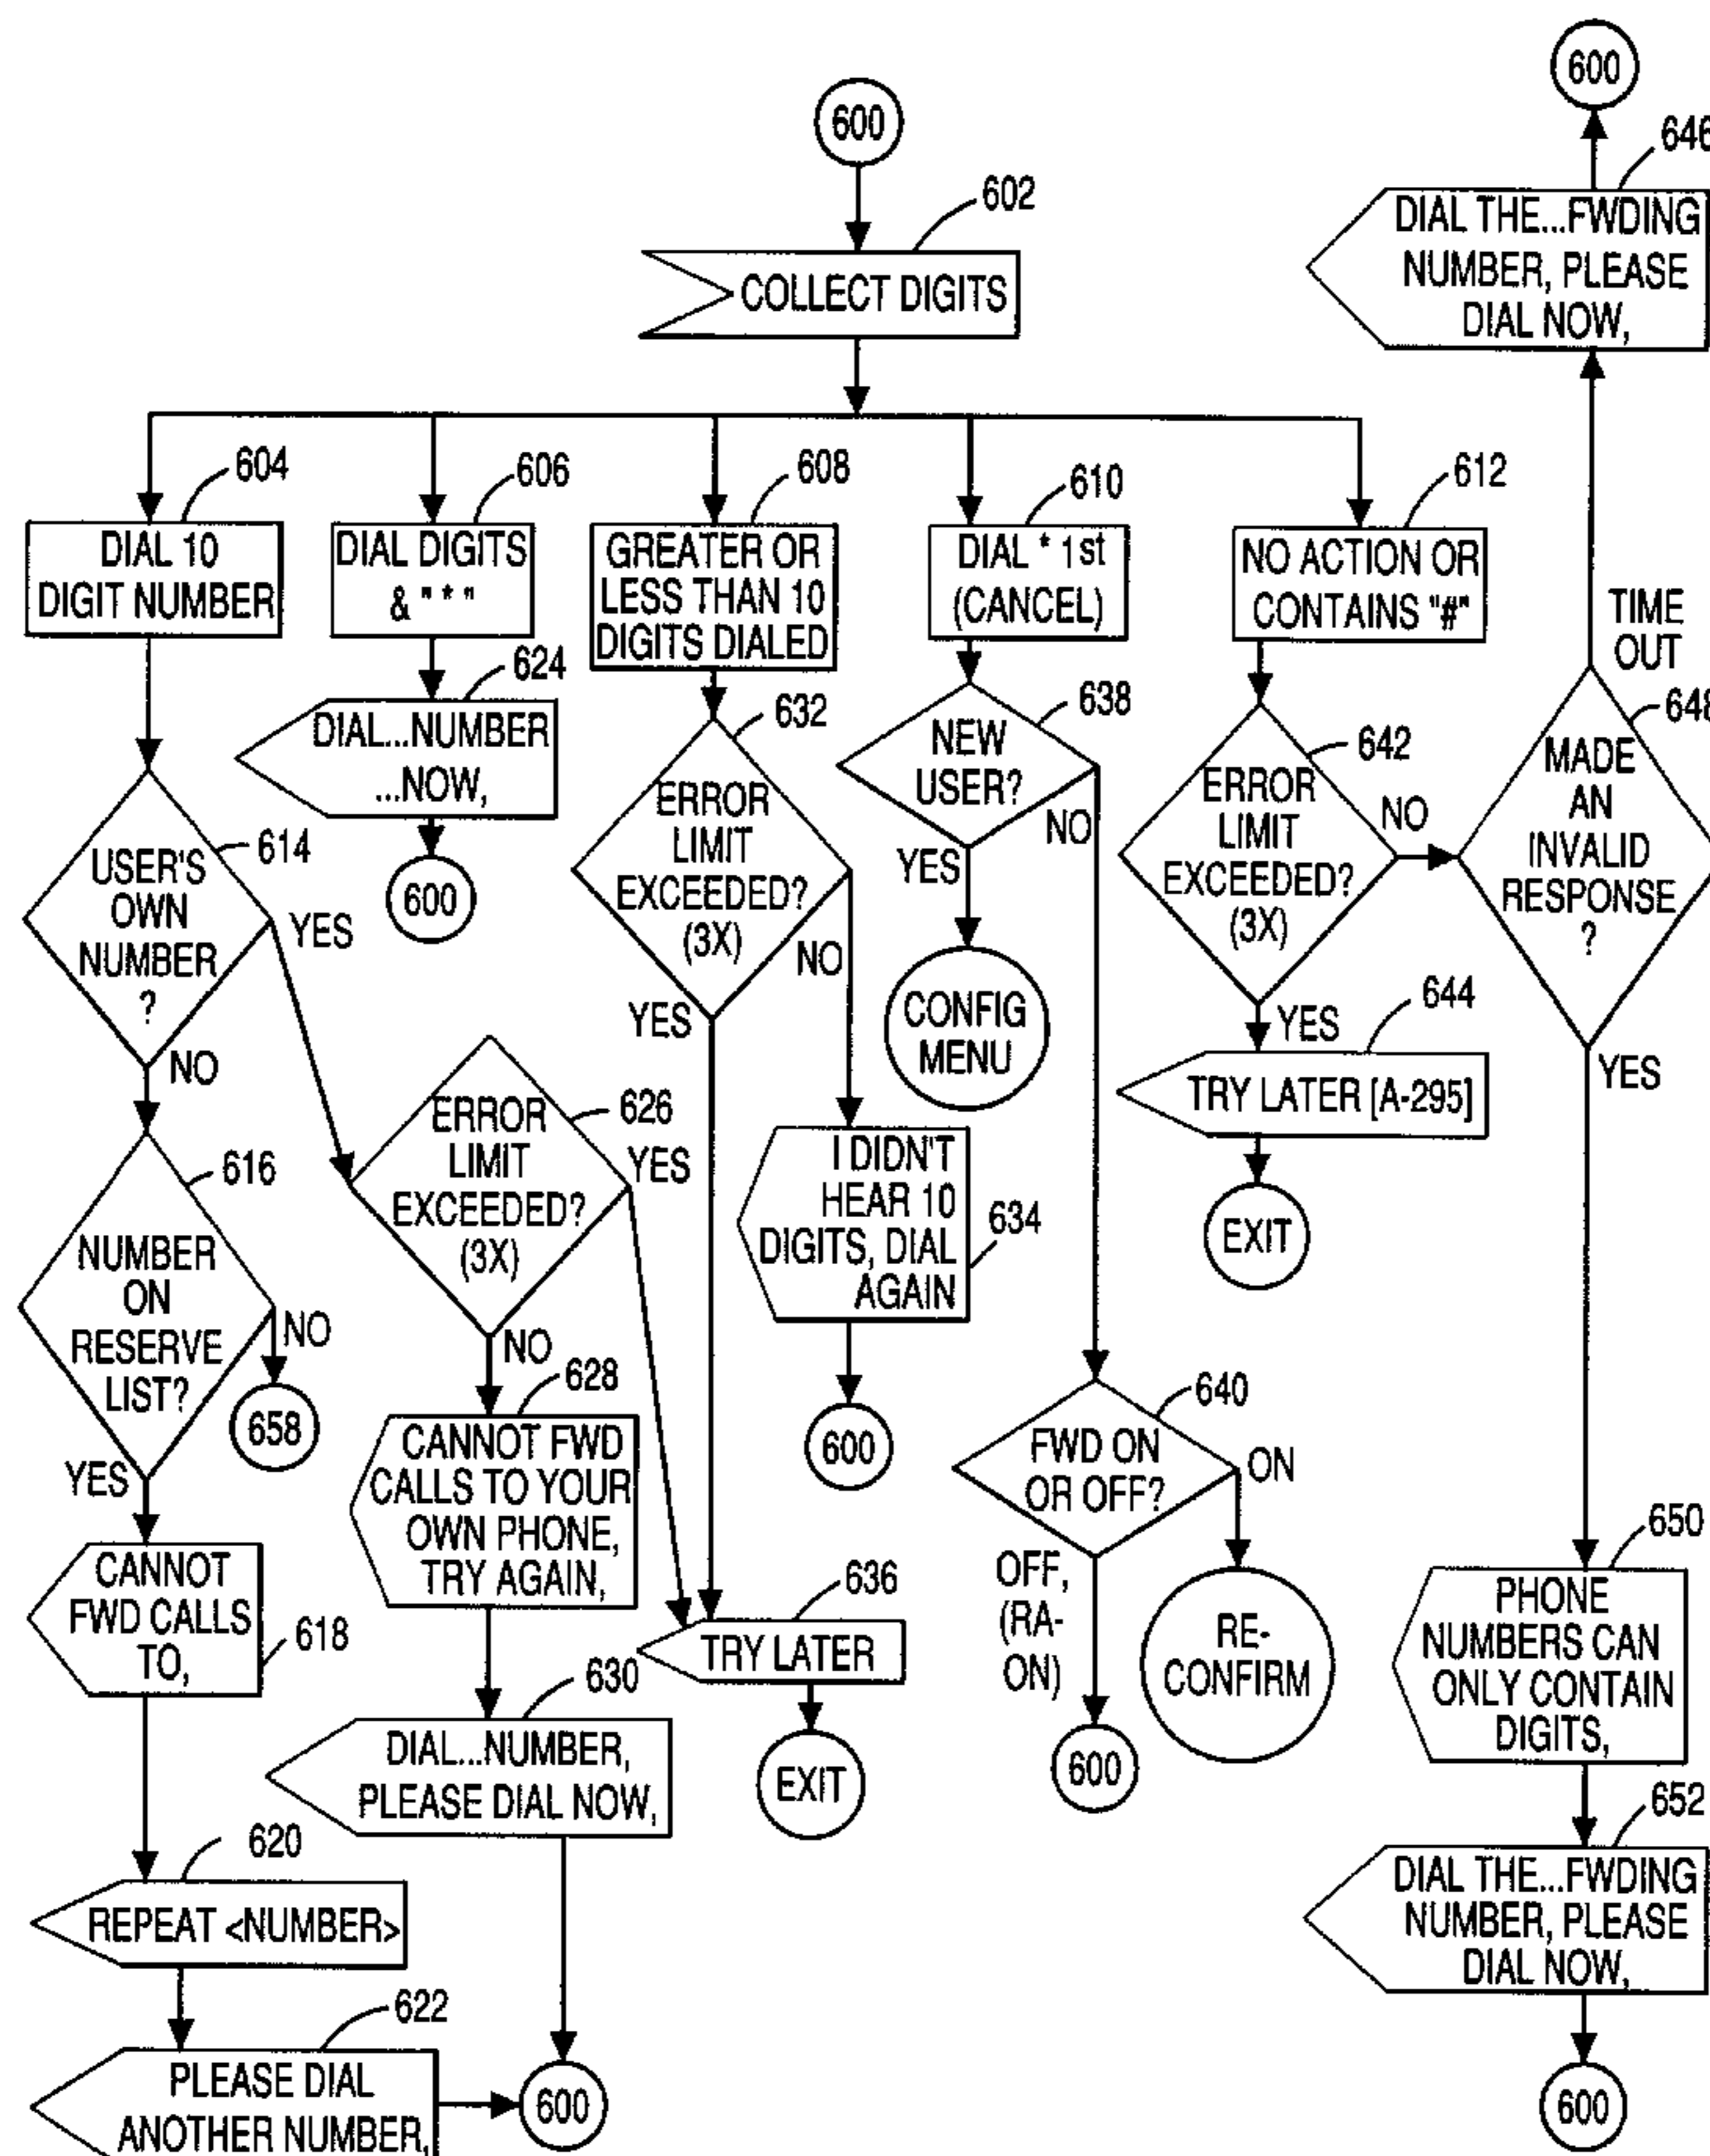 600
602
COLLECT DIGITS
600
646
DIAL THE...FWDING
NUMBER, PLEASE
DIAL NOW,
604
DIAL 10
DIGIT NUMBER
606
DIAL DIGITS
& " * "
608
GREATER OR
LESS THAN 10
DIGITS DIALED
610
DIAL * 1st
(CANCEL)
612
NO ACTION OR
CONTAINS "#"
TIME
OUT
624
DIAL...NUMBER
...NOW,
600
614
USER'S
OWN
NUMBER
?
YES
NO
632
ERROR
LIMIT
EXCEEDED?
(3X)
NO
YES
638
NEW
USER?
NO
YES
CONFIG
MENU
642
ERROR
LIMIT
EXCEEDED?
(3X)
NO
YES
648
MADE
AN
INVALID
RESPONSE
?
YES
644
TRY LATER [A-295]
EXIT
616
NUMBER
ON
RESERVE
LIST?
NO
658
YES
626
ERROR
LIMIT
EXCEEDED?
(3X)
YES
NO
634
I DIDN'T
HEAR 10
DIGITS, DIAL
AGAIN
600
628
CANNOT FWD
CALLS TO YOUR
OWN PHONE,
TRY AGAIN,
640
FWD ON
OR OFF?
ON
OFF,
(RA-
ON)
RE-
CONFIRM
600
618
CANNOT
FWD CALLS
TO,
636
TRY LATER
EXIT
630
DIAL...NUMBER,
PLEASE DIAL NOW,
650
PHONE
NUMBERS CAN
ONLY CONTAIN
DIGITS,
652
DIAL THE...FWDING
NUMBER, PLEASE
DIAL NOW,
600
620
REPEAT <NUMBER>
622
PLEASE DIAL
ANOTHER NUMBER,
600